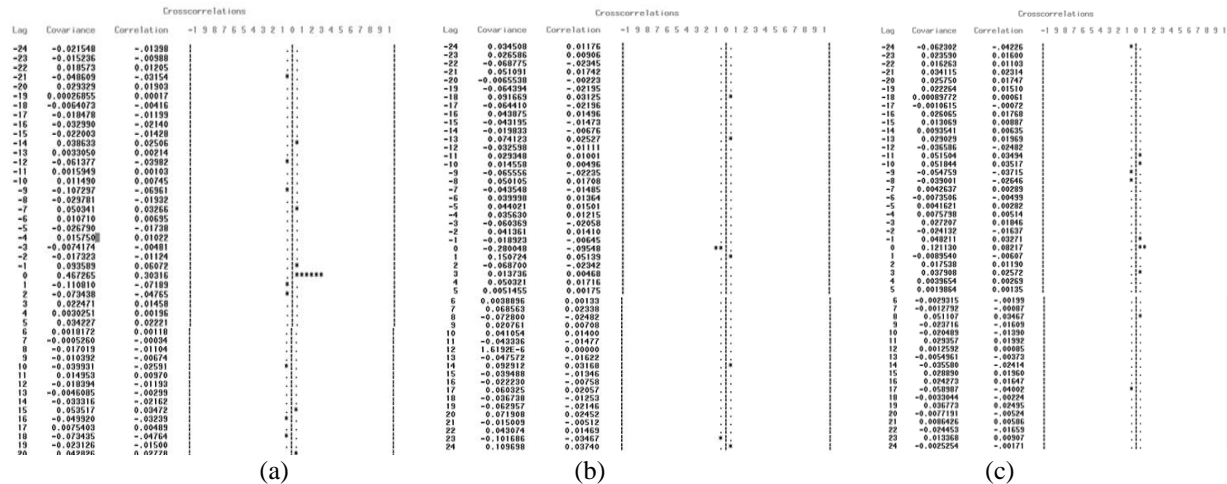 Crosscorrelations
Lag Covariance Correlation -1 9 8 7 6 5 4 3 2 1 0 1 2 3 4 5 6 7 8 9 1
-24 -0.021548 -.01398
-23 -0.015236 -.00988
-22 0.018573 0.01205
-21 -0.048609 -.03154
-20 0.029329 0.01903
-19 0.00026855 0.00017
-18 -0.0064073 -.00416
-17 -0.018478 -.01199
-16 -0.032990 -.02140
-15 -0.022003 -.01428
-14 0.038633 0.02506
-13 0.0033050 0.00214
-12 -0.061377 -.03982
-11 0.0015949 0.00103
-10 0.011490 0.00745
-9 -0.107297 -.06961
-8 -0.029781 -.01932
-7 0.050341 0.03266
-6 0.010710 0.00695
-5 -0.026790 -.01738
-4 0.015750 0.01022
-3 -0.0074174 -.00481
-2 -0.017323 -.01124
-1 0.093589 0.06072
0 0.467265 0.30316
1 -0.110810 -.07189
2 -0.073438 -.04765
3 0.022471 0.01458
4 0.0030251 0.00196
5 0.034227 0.02221
6 0.0018172 0.00118
7 -0.0005260 -.00034
8 -0.017019 -.01104
9 -0.010392 -.00674
10 -0.039931 -.02591
11 0.014953 0.00970
12 -0.018394 -.01193
13 -0.0046085 -.00299
14 -0.033316 -.02162
15 0.053517 0.03472
16 -0.049920 -.03239
17 0.0075403 0.00489
18 -0.073435 -.04764
19 -0.023126 -.01500
20 0.042826 0.02778
(a)
Crosscorrelations
Lag Covariance Correlation -1 9 8 7 6 5 4 3 2 1 0 1 2 3 4 5 6 7 8 9 1
-24 0.034508 0.01176
-23 0.026586 0.00906
-22 -0.068775 -.02345
-21 0.051091 0.01742
-20 -0.0065538 -.00223
-19 -0.064394 -.02195
-18 0.091669 0.03125
-17 -0.064410 -.02196
-16 0.043875 0.01496
-15 -0.043195 -.01473
-14 -0.019833 -.00676
-13 0.074123 0.02527
-12 -0.032598 -.01111
-11 0.029348 0.01001
-10 0.014558 0.00496
-9 -0.065556 -.02235
-8 0.050105 0.01708
-7 -0.043548 -.01485
-6 0.039998 0.01364
-5 0.044021 0.01501
-4 0.035630 0.01215
-3 -0.060369 -.02058
-2 0.041361 0.01410
-1 -0.018923 -.00645
0 -0.280048 -.09548
1 0.150724 0.05139
2 -0.068700 -.02342
3 0.013736 0.00468
4 0.050321 0.01716
5 0.0051455 0.00175
6 0.0038896 0.00133
7 0.068563 0.02338
8 -0.072800 -.02482
9 0.020761 0.00708
10 0.041054 0.01400
11 -0.043336 -.01477
12 1.6192E-6 0.00000
13 -0.047572 -.01622
14 0.092912 0.03168
15 -0.039488 -.01346
16 -0.022230 -.00758
17 0.060325 0.02057
18 -0.036738 -.01253
19 -0.062957 -.02146
20 0.071908 0.02452
21 -0.015009 -.00512
22 0.043074 0.01469
23 -0.101686 -.03467
24 0.109698 0.03740
(b)
Crosscorrelations
Lag Covariance Correlation -1 9 8 7 6 5 4 3 2 1 0 1 2 3 4 5 6 7 8 9 1
-24 -0.062302 -.04226
-23 0.023590 0.01600
-22 0.016263 0.01103
-21 0.034115 0.02314
-20 0.025750 0.01747
-19 0.022264 0.01510
-18 0.00089772 0.00061
-17 -0.0010615 -.00072
-16 0.026065 0.01768
-15 0.013069 0.00887
-14 0.0093541 0.00635
-13 0.029029 0.01969
-12 -0.036586 -.02482
-11 0.051504 0.03494
-10 0.051844 0.03517
-9 -0.054759 -.03715
-8 -0.039001 -.02646
-7 0.0042637 0.00289
-6 -0.0073506 -.00499
-5 0.0041621 0.00282
-4 0.0075798 0.00514
-3 0.027207 0.01846
-2 -0.024132 -.01637
-1 0.048211 0.03271
0 0.121130 0.08217
1 -0.0089540 -.00607
2 0.017538 0.01190
3 0.037908 0.02572
4 0.0039654 0.00269
5 0.0019864 0.00135
6 -0.0029315 -.00199
7 -0.0012792 -.00087
8 0.051107 0.03467
9 -0.023716 -.01609
10 -0.020489 -.01390
11 0.029357 0.01992
12 0.0012592 0.00085
13 -0.0054961 -.00373
14 -0.035580 -.02414
15 0.028890 0.01960
16 0.024273 0.01647
17 -0.058987 -.04002
18 -0.0033044 -.00224
19 0.036773 0.02495
20 -0.0077191 -.00524
21 0.0086426 0.00586
22 -0.024453 -.01659
23 0.013368 0.00907
24 -0.0025254 -.00171
(c)